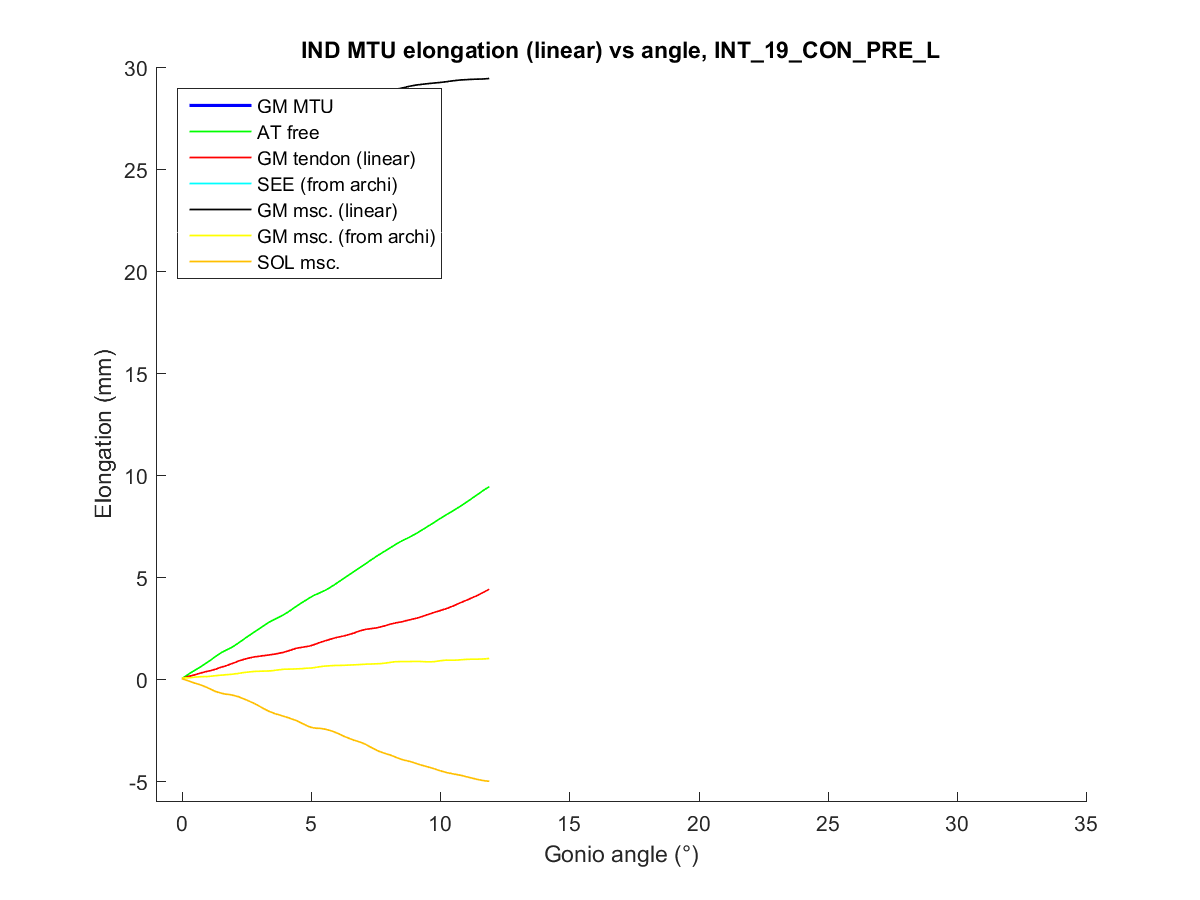 IND MTU elongation (linear) vs angle, INT_19_CON_PRE_L
30
25
20
15
10
5
0
-5
Elongation (mm)
GM MTU
AT free
GM tendon (linear)
SEE (from archi)
GM msc. (linear)
GM msc. (from archi)
SOL msc.
0 5 10 15 20 25 30 35
Gonio angle (°)